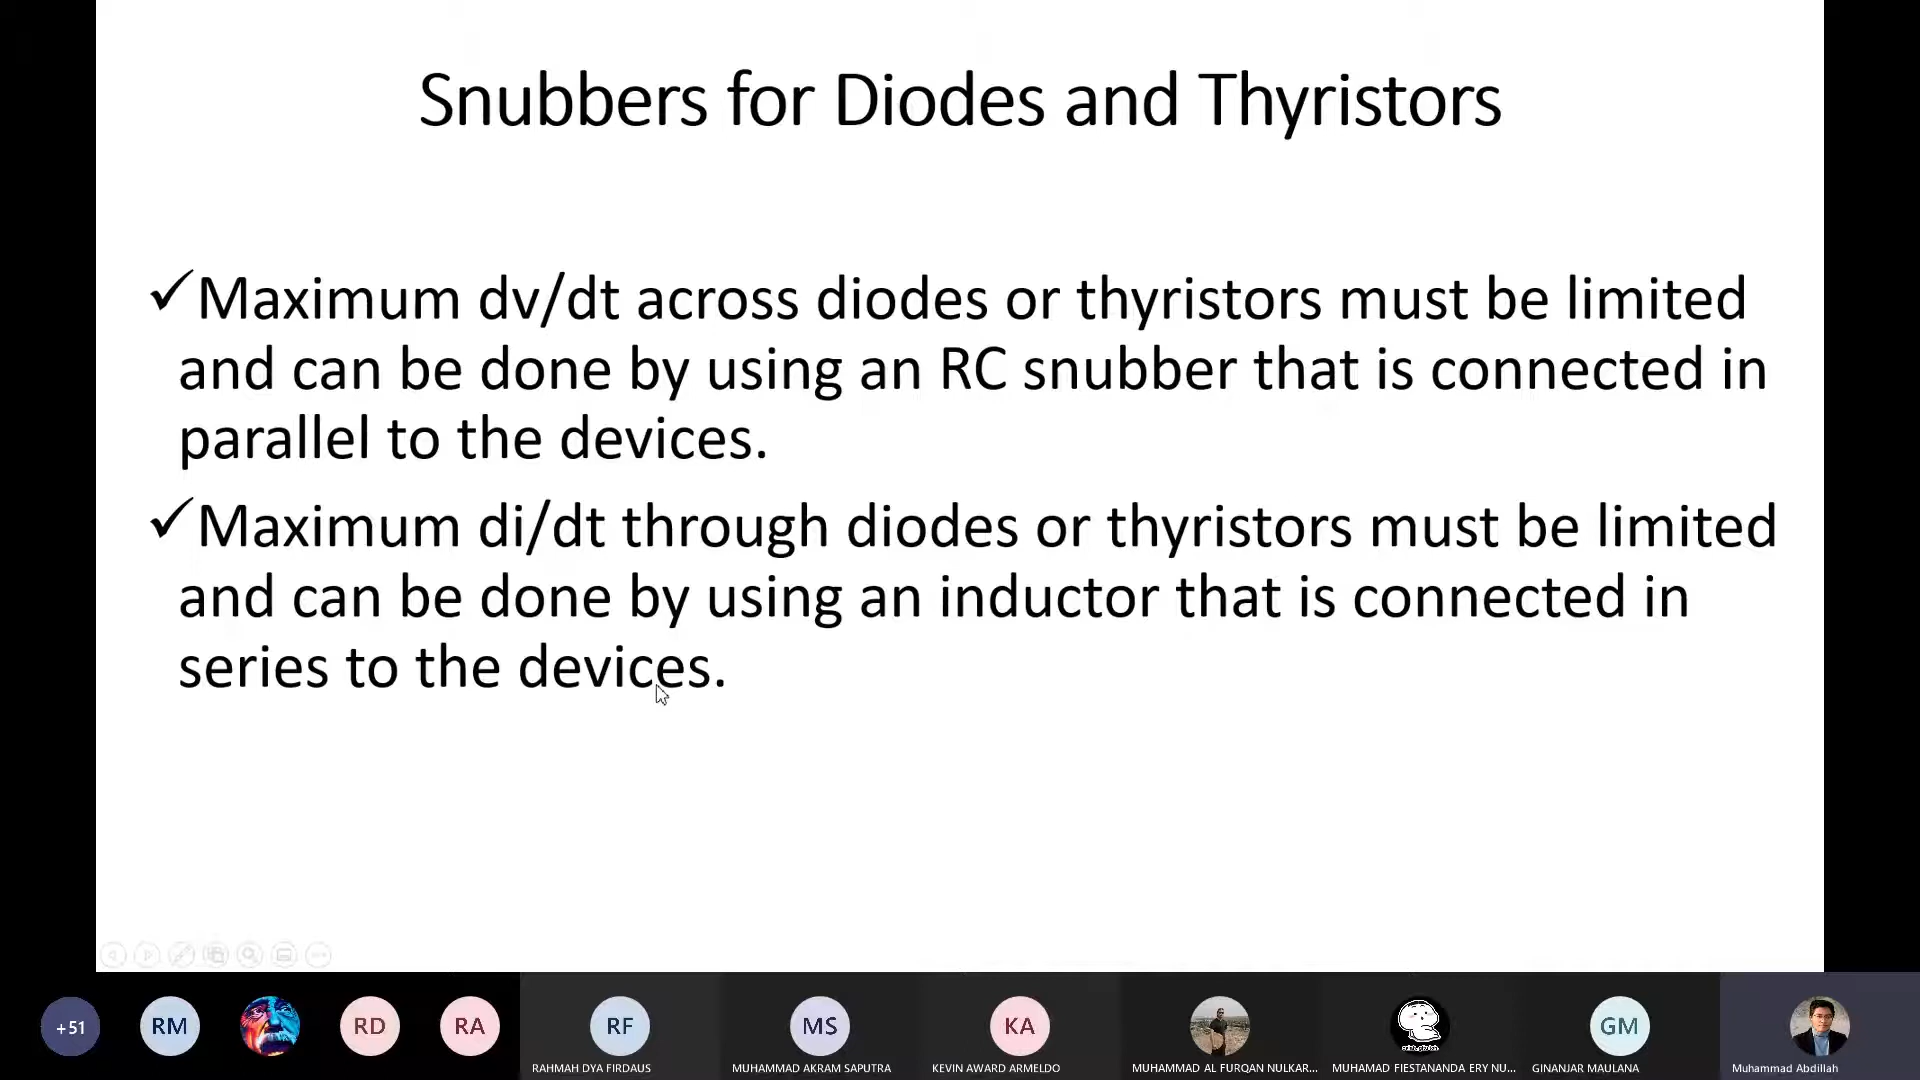 Snubbers for Diodes and Thyristors
✓Maximum dv/dt across diodes or thyristors must be limited
and can be done by using an RC snubber that is connected in
parallel to the devices.
✓Maximum di/dt through diodes or thyristors must be limited
and can be done by using an inductor that is connected in
series to the devices.
+51
RM
RD
RA
RF
MS
KA
GM
RAHMAH DYA FIRDAUS
MUHAMMAD AKRAM SAPUTRA
KEVIN AWARD ARMELDO
MUHAMMAD AL FURQAN NULKAR...
MUHAMAD FIESTANANDA ERY NU...
GINANJAR MAULANA
Muhammad Abdillah